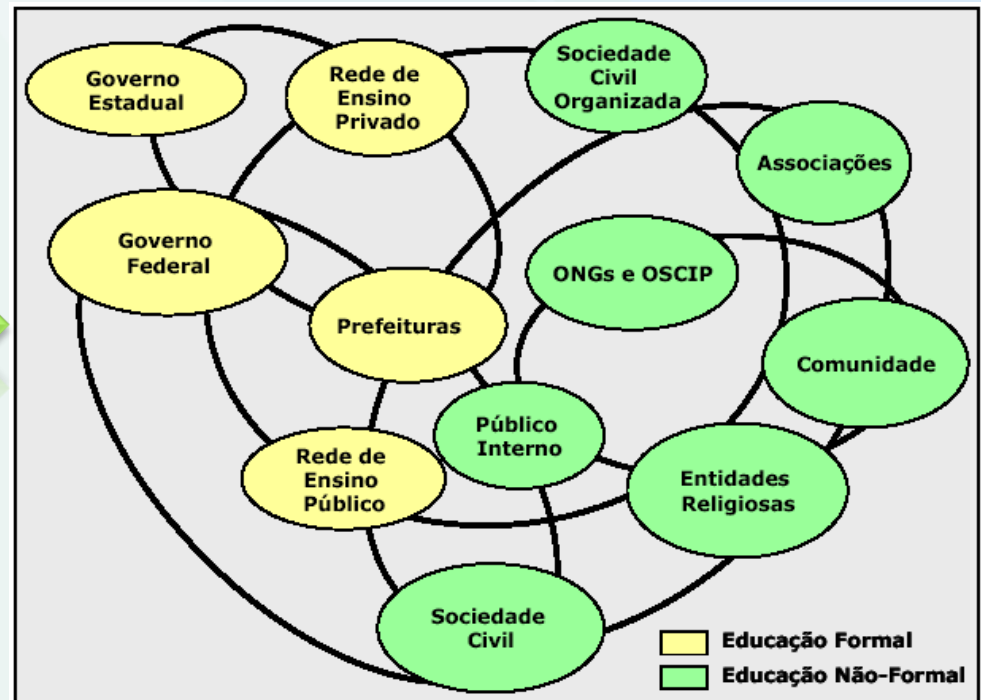 Governo
Estadual
Rede de
Ensino
Privado
Sociedade
Civil
Organizada
Associações
Governo
Federal
ONGs e OSCIP
Prefeituras
Comunidade
Público
Interno
Rede de
Ensino
Público
Entidades
Religiosas
Sociedade
Civil
Educação Formal
Educação Não-Formal